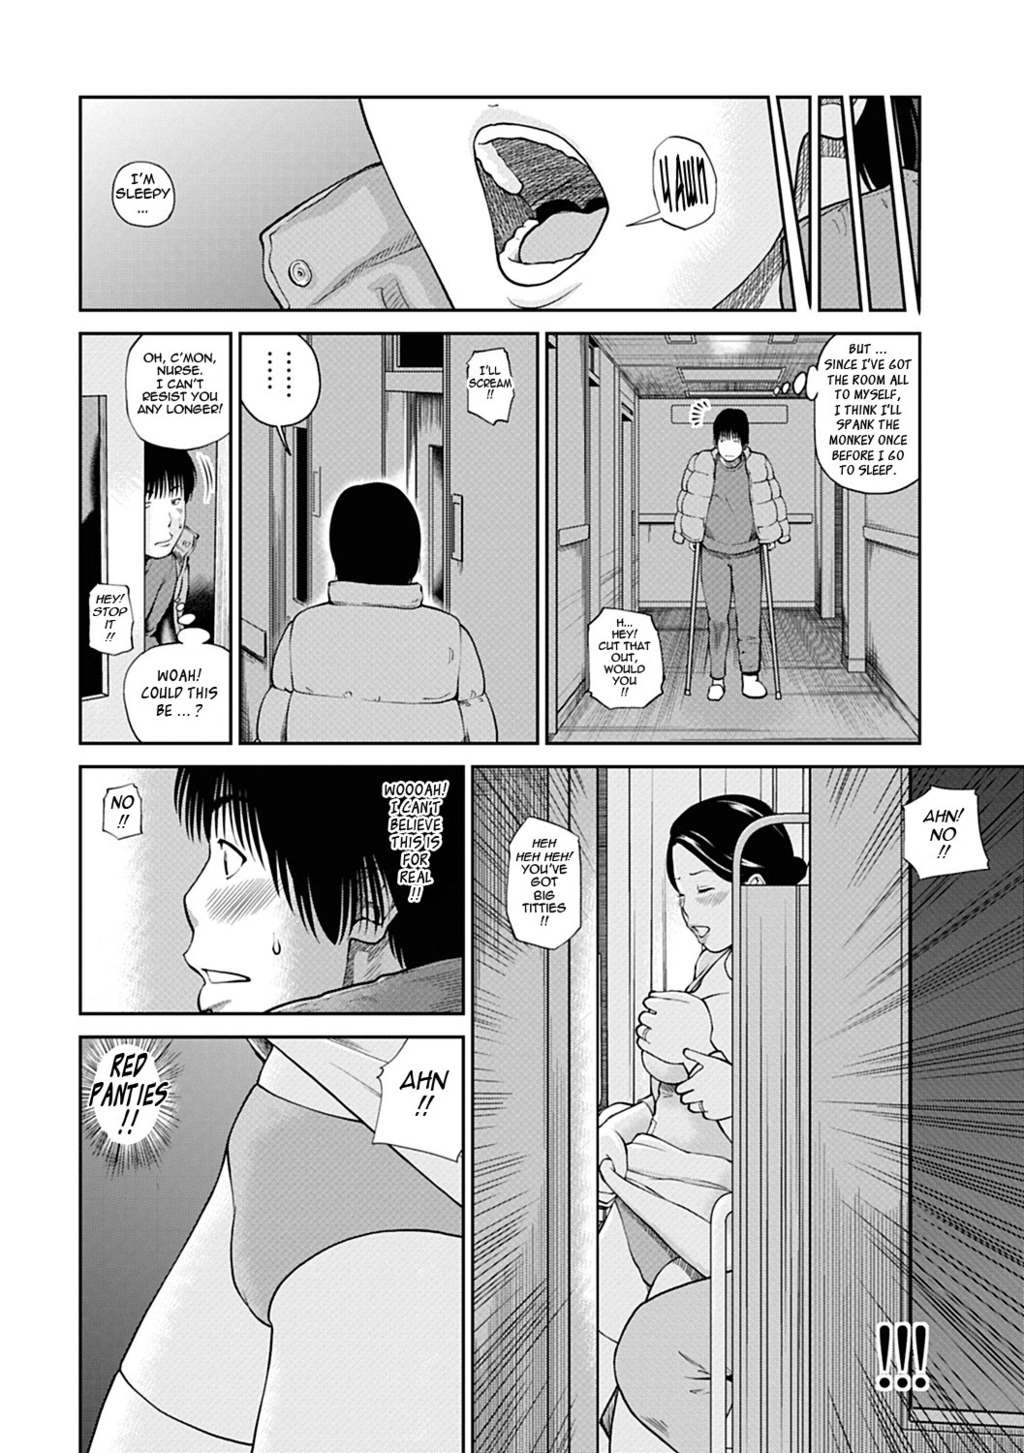 YAWN
I'M
SLEEPY
...
BUT ...
SINCE I'VE GOT
THE ROOM ALL
TO MYSELF,
I THINK I'LL
SPANK THE
MONKEY ONCE
BEFORE I GO
TO SLEEP.
H...
HEY!
CUT THAT
OUT,
WOULD
YOU
!!
I'LL
SCREAM
!!
......
OH, C'MON,
NURSE.
I CAN'T
RESIST YOU
ANY LONGER!
HEY!
STOP
IT
!!
WOAH!
COULD THIS
BE ... ?
AHN!
NO
!!
HEH
HEH HEH!
YOU'VE
GOT
BIG
TITTIES
!!
!!!
WOOOAH!
I CAN'T
BELIEVE
THIS IS
FOR
REAL
!!
NO
!!
AHN
!!
RED
PANTIES
!!